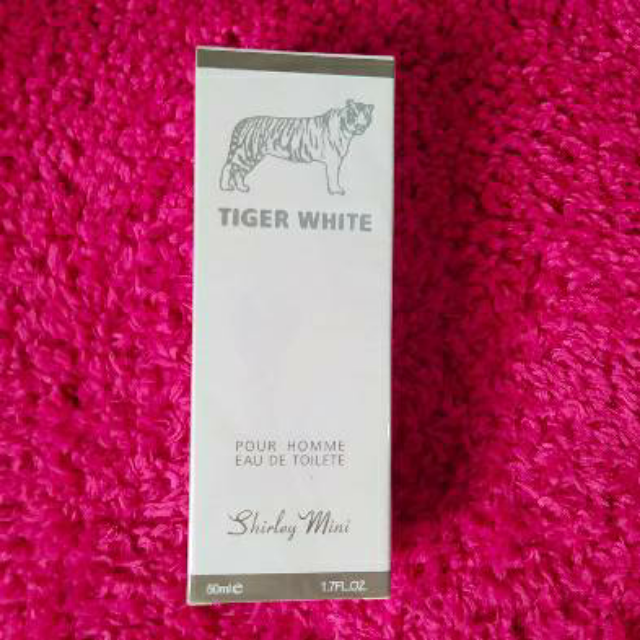 TIGER WHITE
POUR HOMME
EAU DE TOILETE
Shirley Mini
50ml e 1.7FL.OZ.